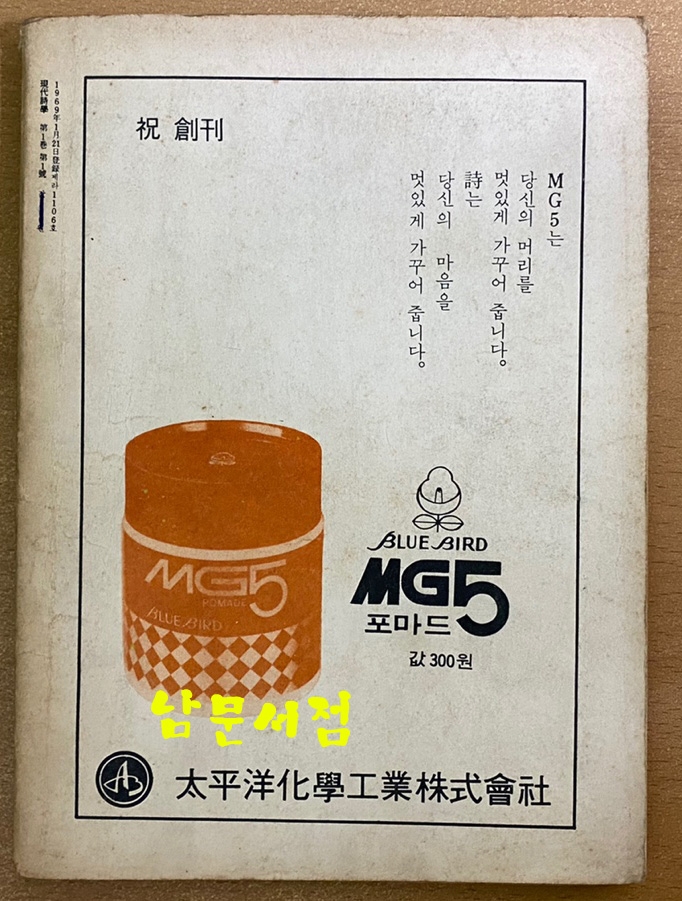 1969年1月21日登録 라 1106호
現代詩學 第1卷 第1號
祝 創刊
MG5는
당신의 머리를
멋있게 가꾸어 줍니다。
詩는
당신의 마음을
멋있게 가꾸어 줍니다。
MG5
POMADE
BLUE BIRD
BLUE BIRD
MG5
포마드
값 300원
남문서점
AS
太平洋化學工業株式會社